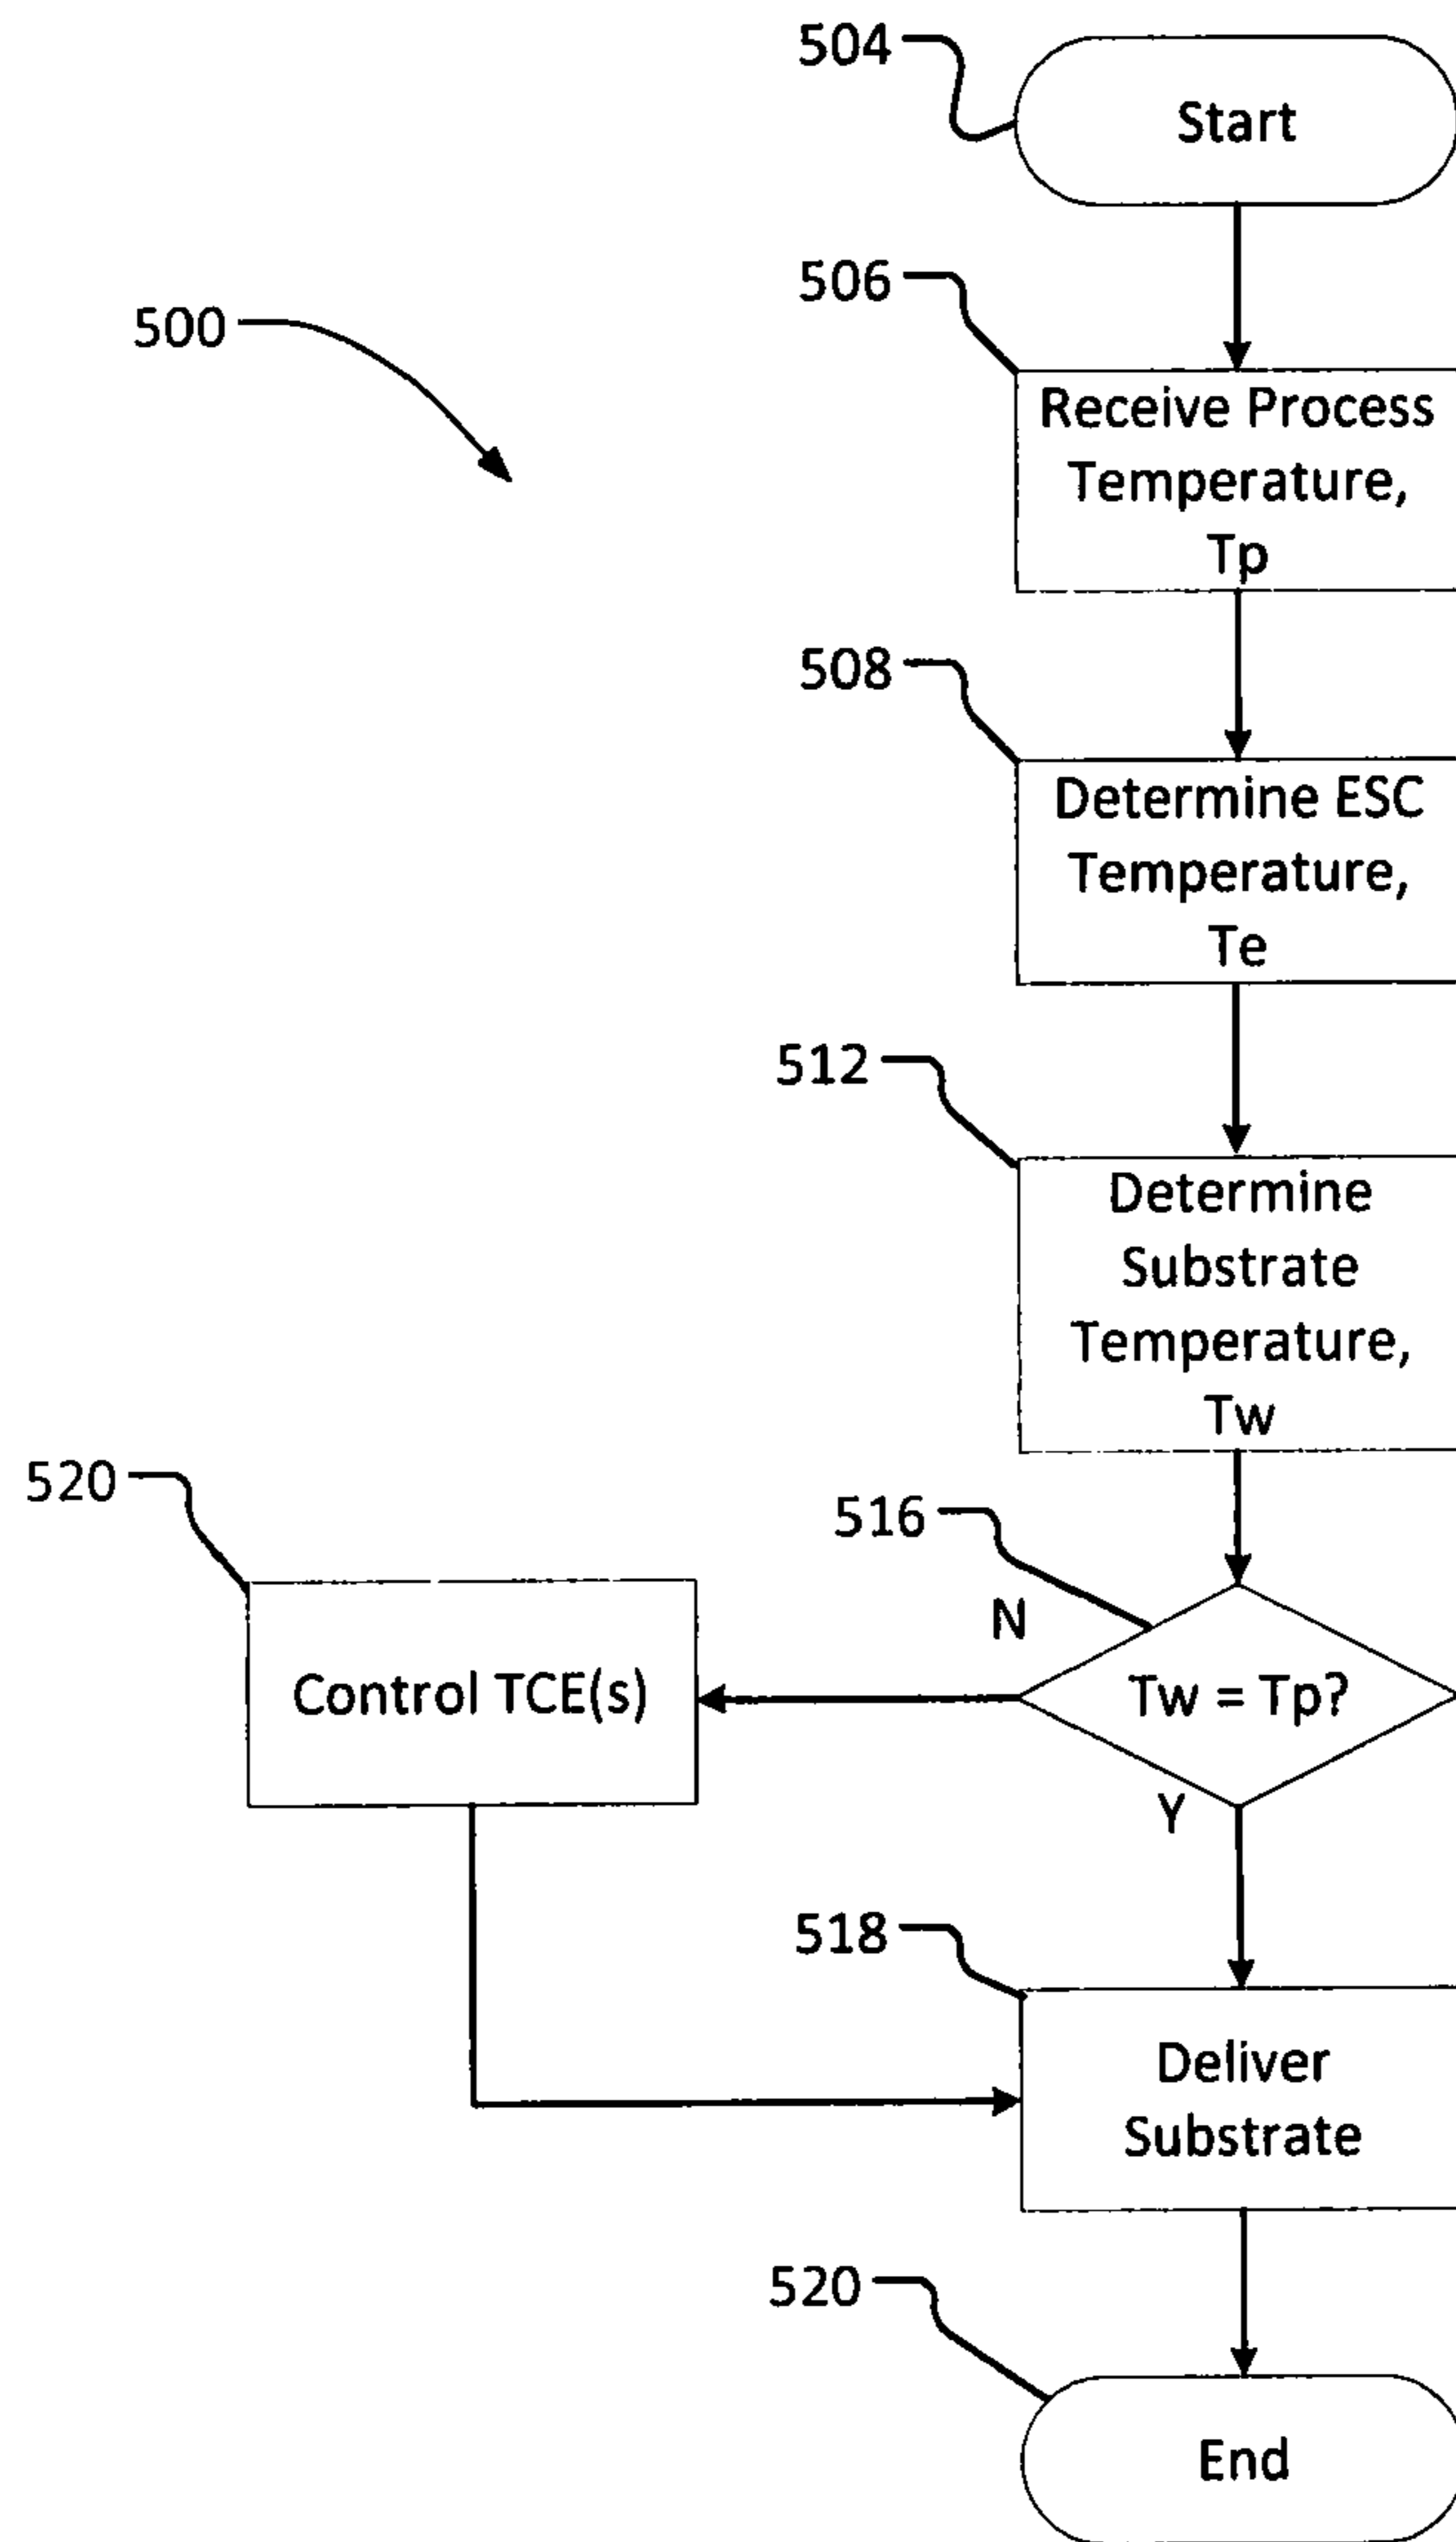 504
Start
506
500
Receive Process
Temperature,
Tp
508
Determine ESC
Temperature,
Te
512
Determine
Substrate
Temperature,
Tw
520
516
N
Control TCE(s)
Tw = Tp?
Y
518
Deliver
Substrate
520
End